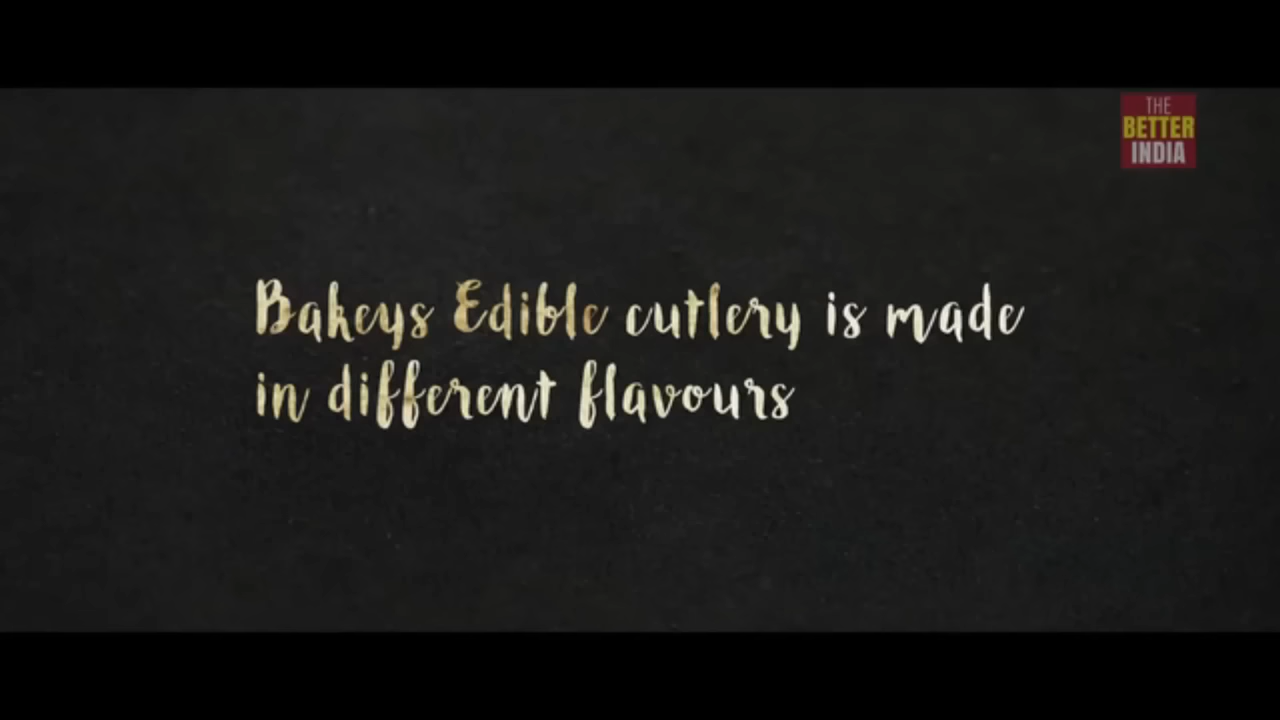 THE
BETTER
INDIA
Bakeys Edible cutlery is made
in different flavours